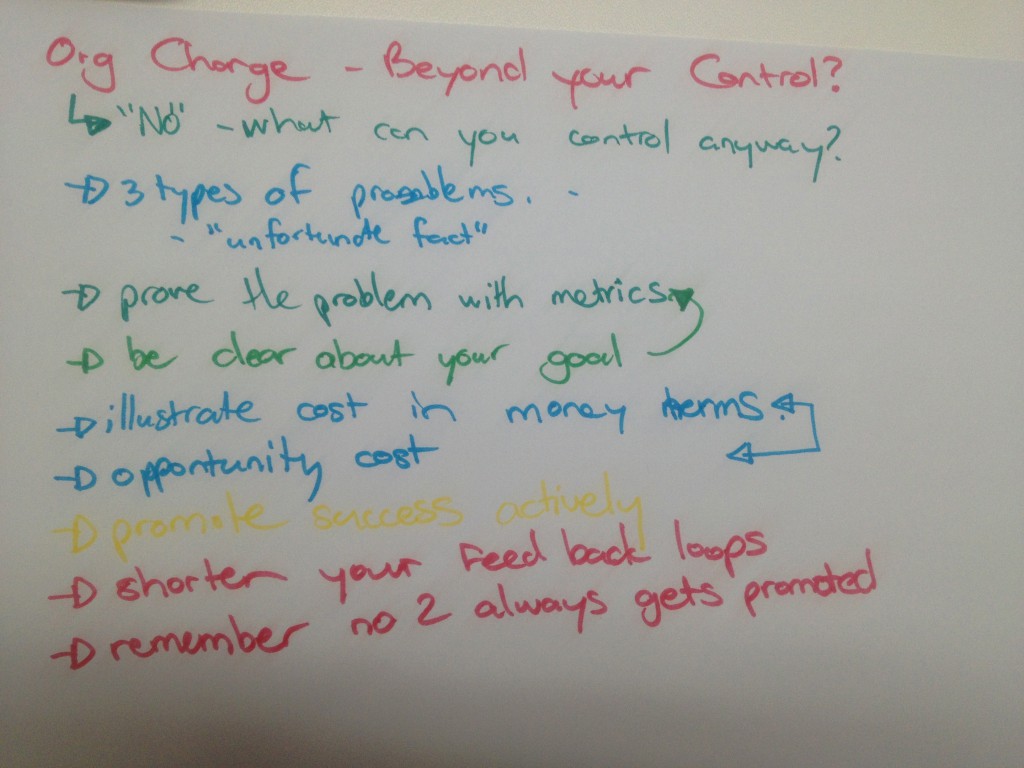 Org Change - Beyond your Control?
"No" - what can you control anyway?
3 types of problems.
- "unfortunate fact"
prove the problem with metrics
be clear about your goal
illustrate cost in money terms.
opportunity cost
promote success actively
shorten your Feed back loops
remember no 2 always gets promoted